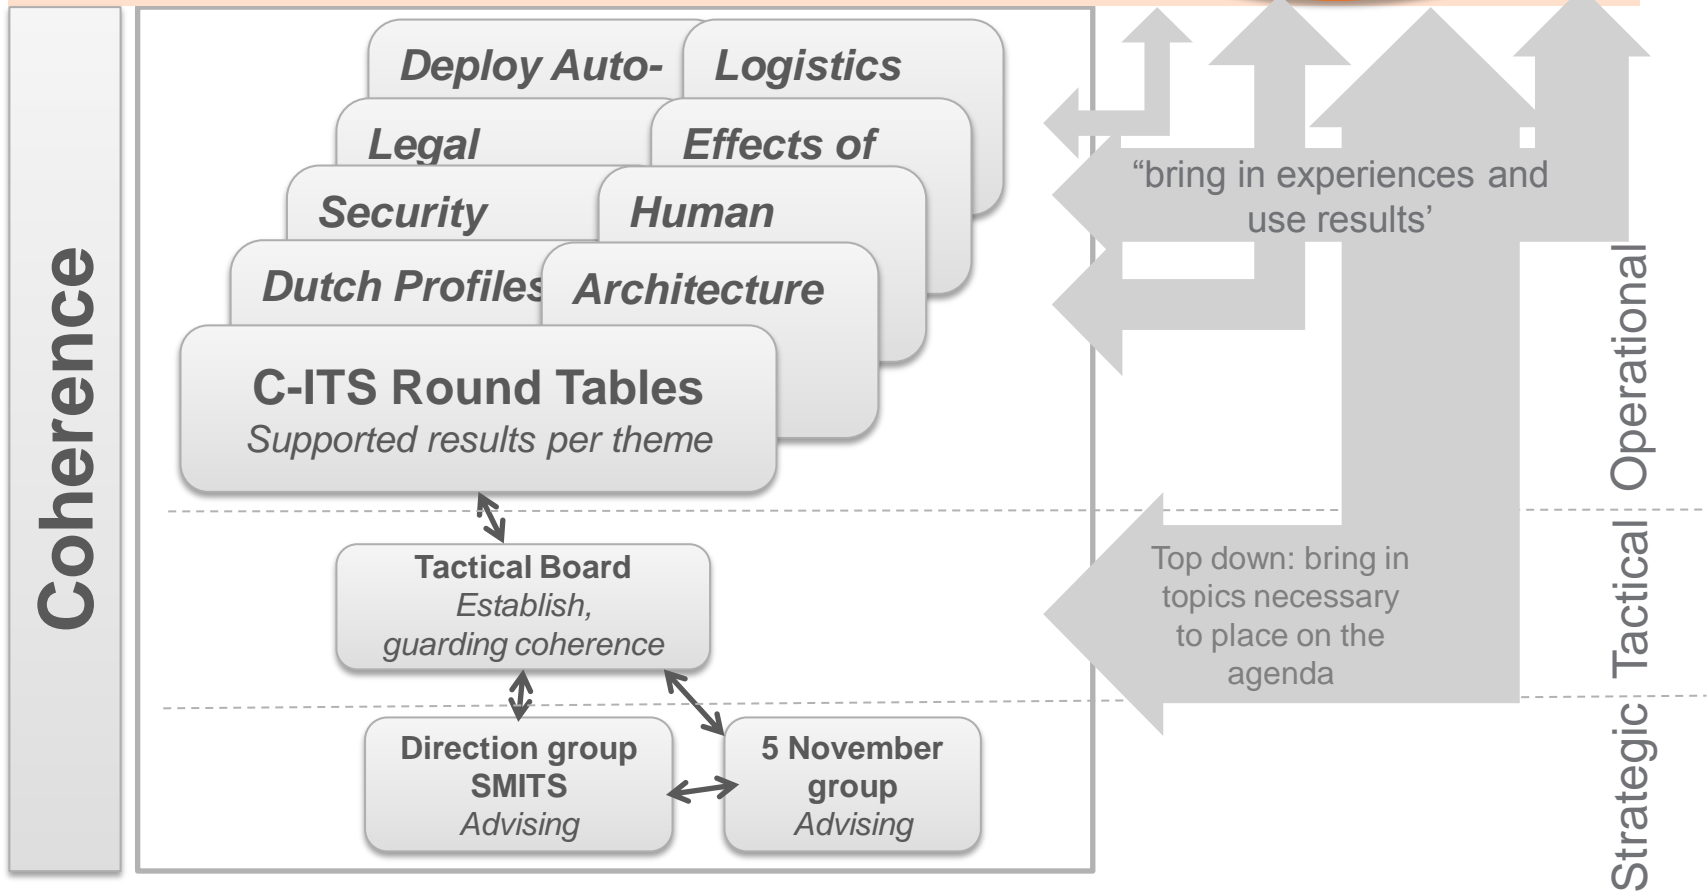 Coherence
Deploy Auto-
Logistics
Legal
Effects of
Security
Human
Dutch Profiles
Architecture
C-ITS Round Tables
Supported results per theme
Tactical Board
Establish,
guarding coherence
Direction group
SMITS
Advising
5 November
group
Advising
“bring in experiences and
use results’
Top down: bring in
topics necessary
to place on the
agenda
Operational
Tactical
Strategic